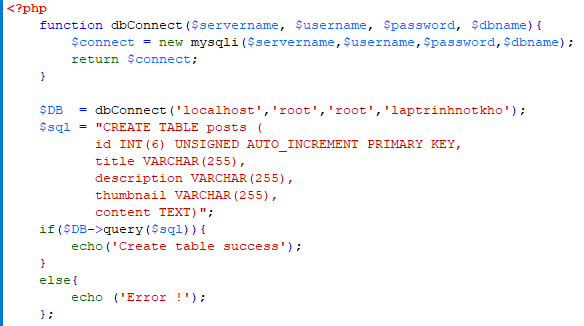 <?php
    function dbConnect($servername, $username, $password, $dbname){
        $connect = new mysqli($servername,$username,$password,$dbname);
        return $connect;
    }

    $DB  = dbConnect('localhost','root','root','laptrinhnotkho');
    $sql = "CREATE TABLE posts (
           id INT(6) UNSIGNED AUTO_INCREMENT PRIMARY KEY,
           title VARCHAR(255),
           description VARCHAR(255),
           thumbnail VARCHAR(255),
           content TEXT)";
    if($DB->query($sql)){
        echo('Create table success');
    }
    else{
        echo ('Error !');
    };